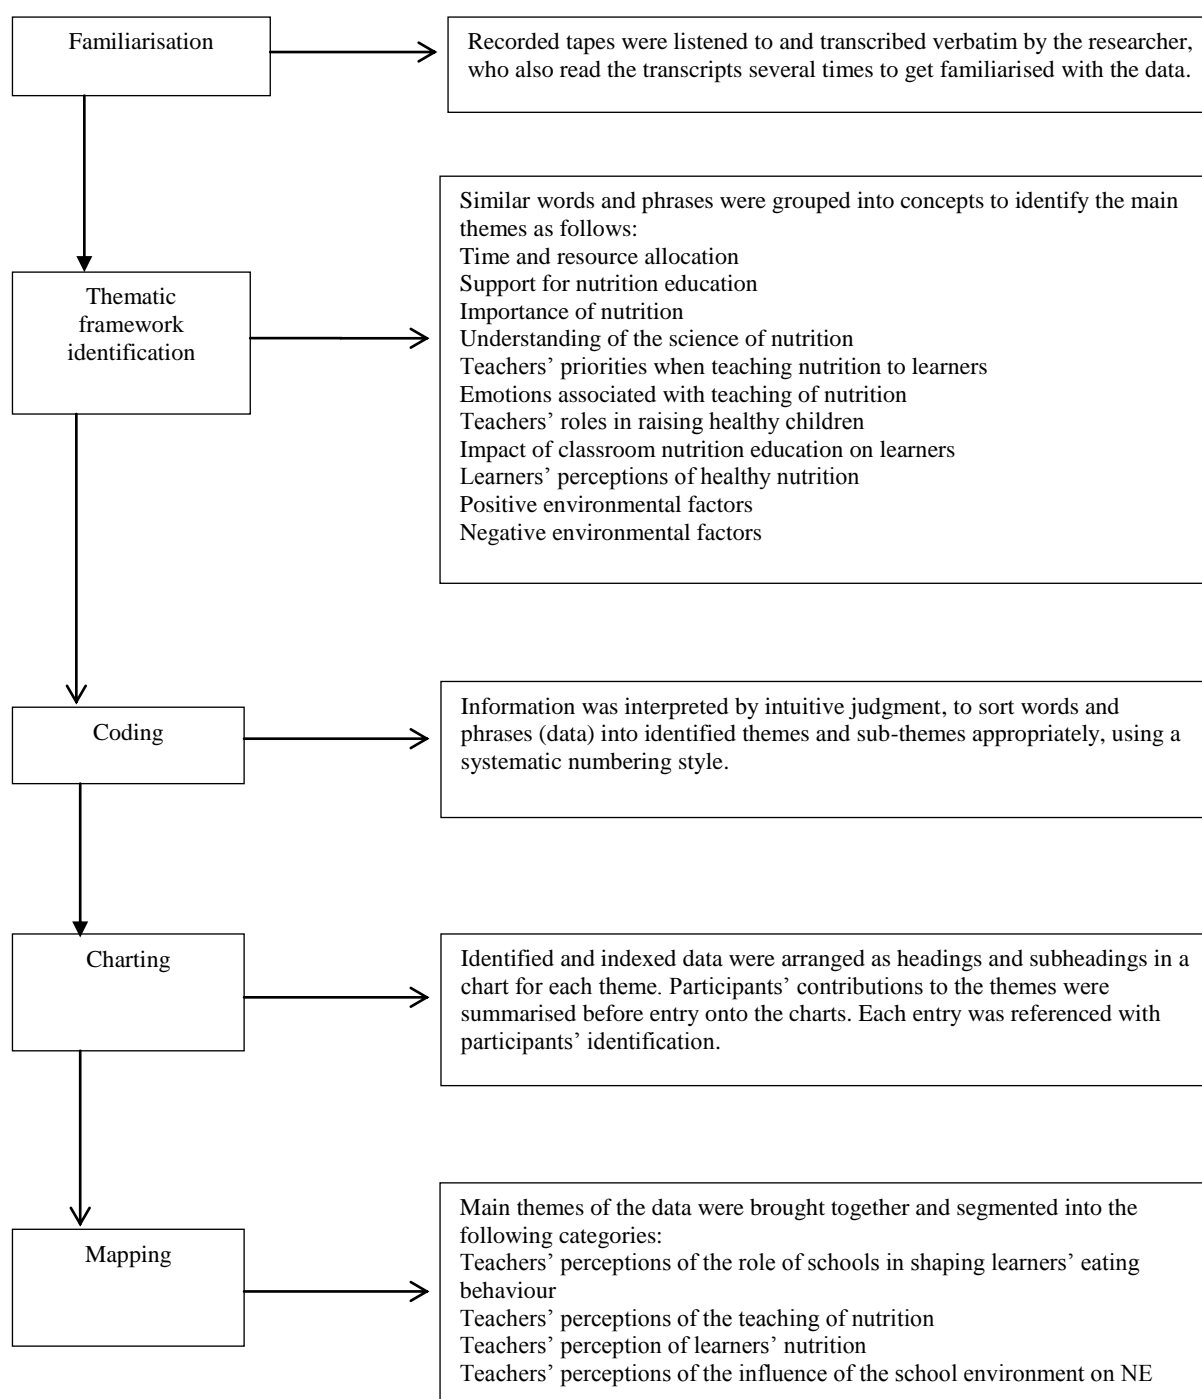 Familiarisation
Recorded tapes were listened to and transcribed verbatim by the researcher,
who also read the transcripts several times to get familiarised with the data.
Thematic
framework
identification
Similar words and phrases were grouped into concepts to identify the main
themes as follows:
Time and resource allocation
Support for nutrition education
Importance of nutrition
Understanding of the science of nutrition
Teachers’ priorities when teaching nutrition to learners
Emotions associated with teaching of nutrition
Teachers’ roles in raising healthy children
Impact of classroom nutrition education on learners
Learners’ perceptions of healthy nutrition
Positive environmental factors
Negative environmental factors
Coding
Information was interpreted by intuitive judgment, to sort words and
phrases (data) into identified themes and sub-themes appropriately, using a
systematic numbering style.
Charting
Identified and indexed data were arranged as headings and subheadings in a
chart for each theme. Participants’ contributions to the themes were
summarised before entry onto the charts. Each entry was referenced with
participants’ identification.
Mapping
Main themes of the data were brought together and segmented into the
following categories:
Teachers’ perceptions of the role of schools in shaping learners’ eating
behaviour
Teachers’ perceptions of the teaching of nutrition
Teachers’ perception of learners’ nutrition
Teachers’ perceptions of the influence of the school environment on NE